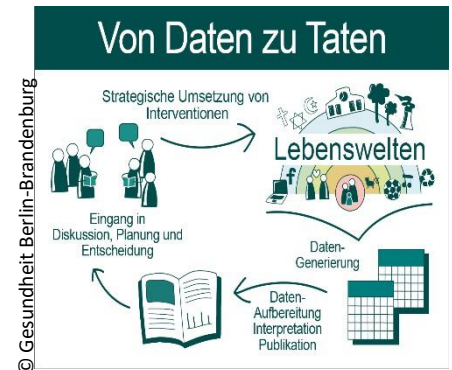 Von Daten zu Taten
Strategische Umsetzung von
Interventionen
Lebenswelten
Daten-
Generierung
Daten-
Aufbereitung
Interpretation
Publikation
Eingang in
Diskussion, Planung und
Entscheidung
© Gesundheit Berlin-Brandenburg